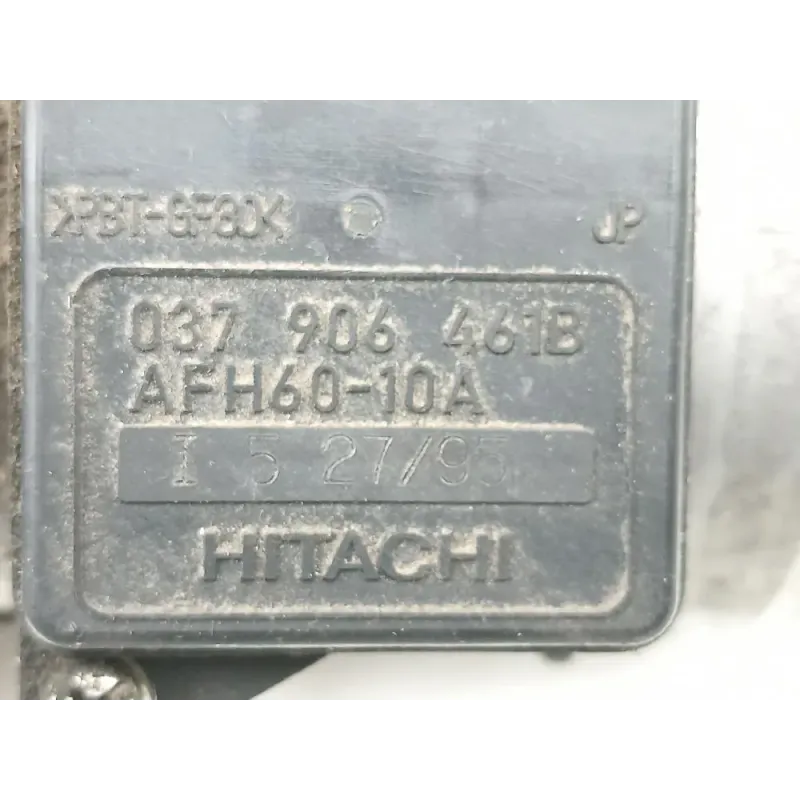 >PBT-GF30< JP
037 906 461B
AFH60-10A
I 5 27/95
HITACHI